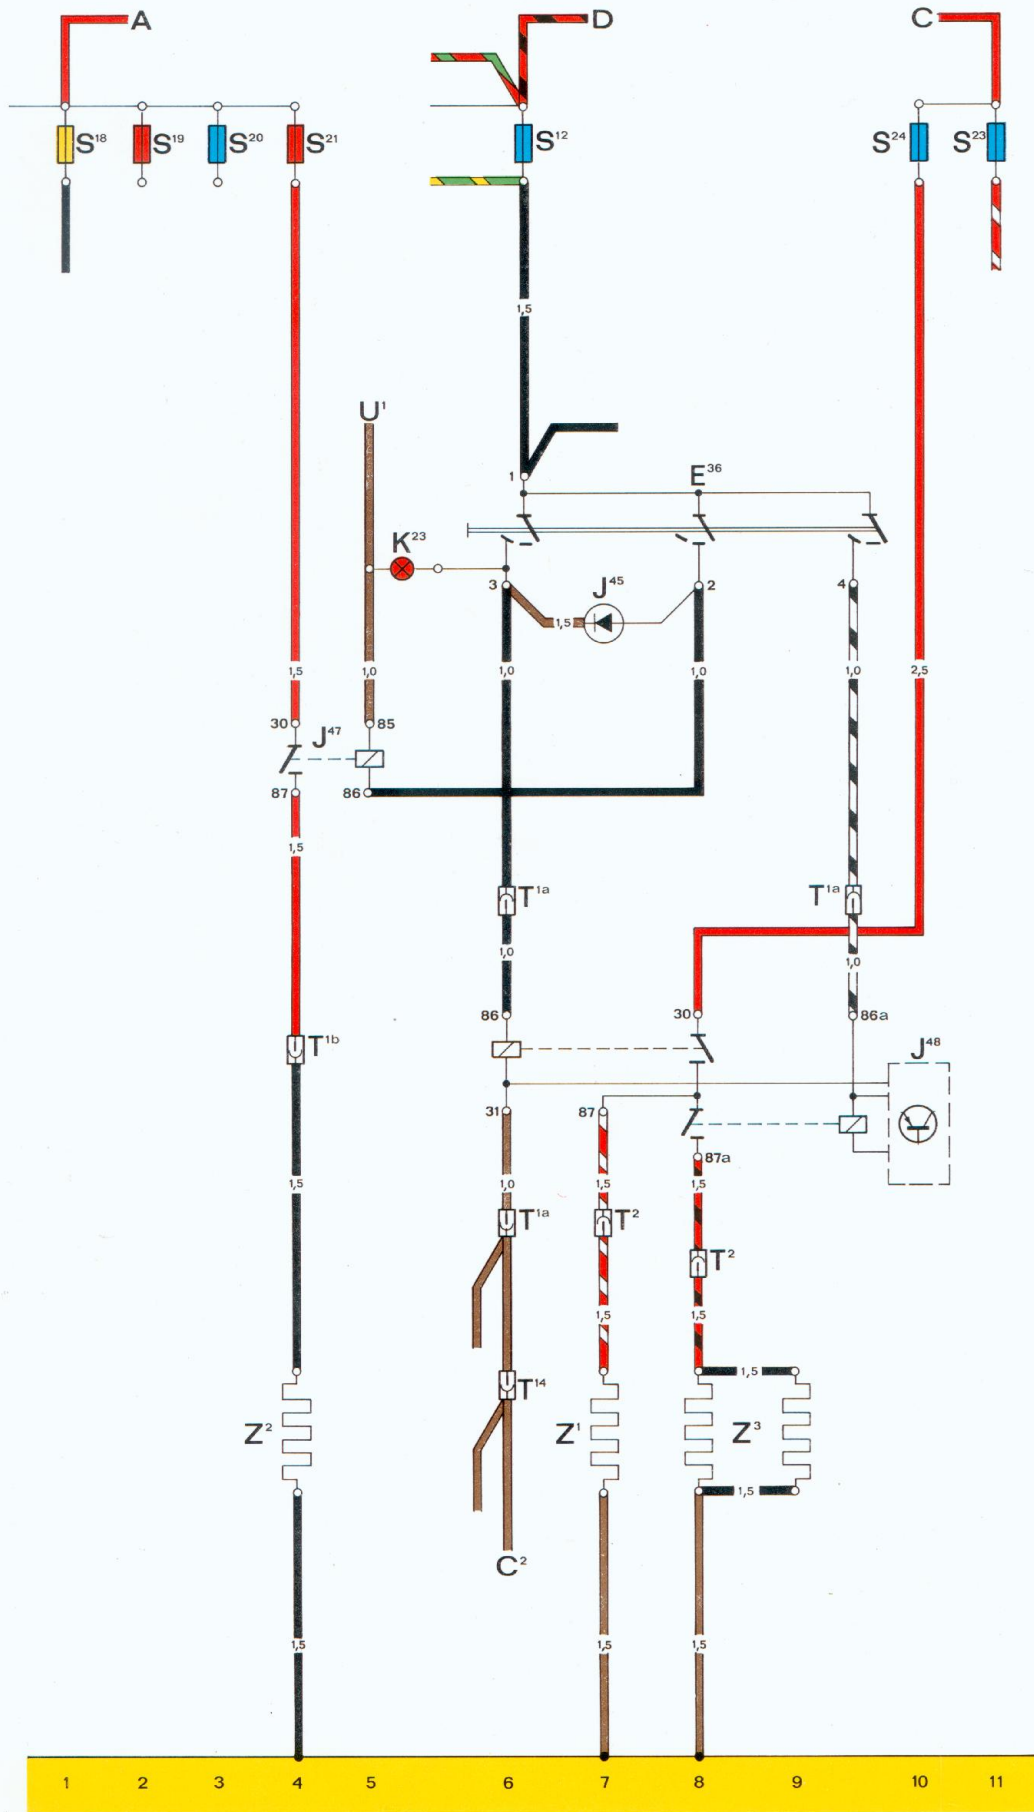 A D C
S18 S19 S20 S21 S12 S24 S23
1,5
U1
1 E36
K23
3 J45 2 4
1,5
1,5 1,0 1,0 1,0 1,0 2,5
30 J47 85
87 86
1,5
T1a T1a
1,0 1,0
86 30 86a
T1b J48
31 87
87a
1,5 1,0 1,5 1,5
T1a T2
T2
1,5 1,5
1,5
T14
Z2 Z1 Z3
1,5
C2
1,5 1,5 1,5
1 2 3 4 5 6 7 8 9 10 11